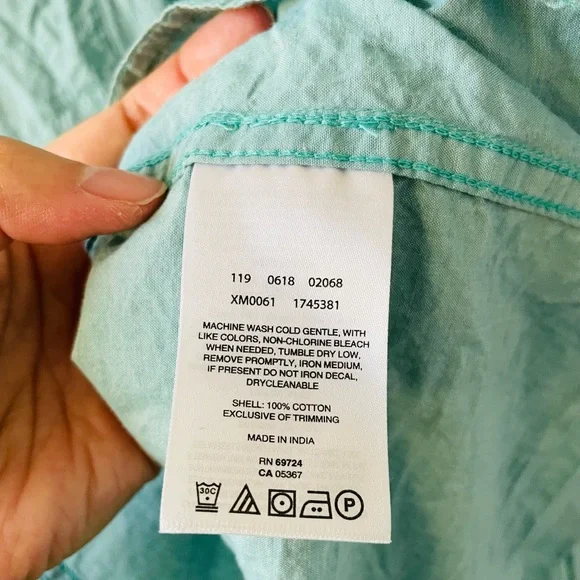 119 0618 02068
XM0061 1745381
MACHINE WASH COLD GENTLE, WITH
LIKE COLORS, NON-CHLORINE BLEACH
WHEN NEEDED, TUMBLE DRY LOW,
REMOVE PROMPTLY, IRON MEDIUM,
IF PRESENT DO NOT IRON DECAL,
DRYCLEANABLE
SHELL: 100% COTTON
EXCLUSIVE OF TRIMMING
MADE IN INDIA
RN 69724
CA 05367
30C P